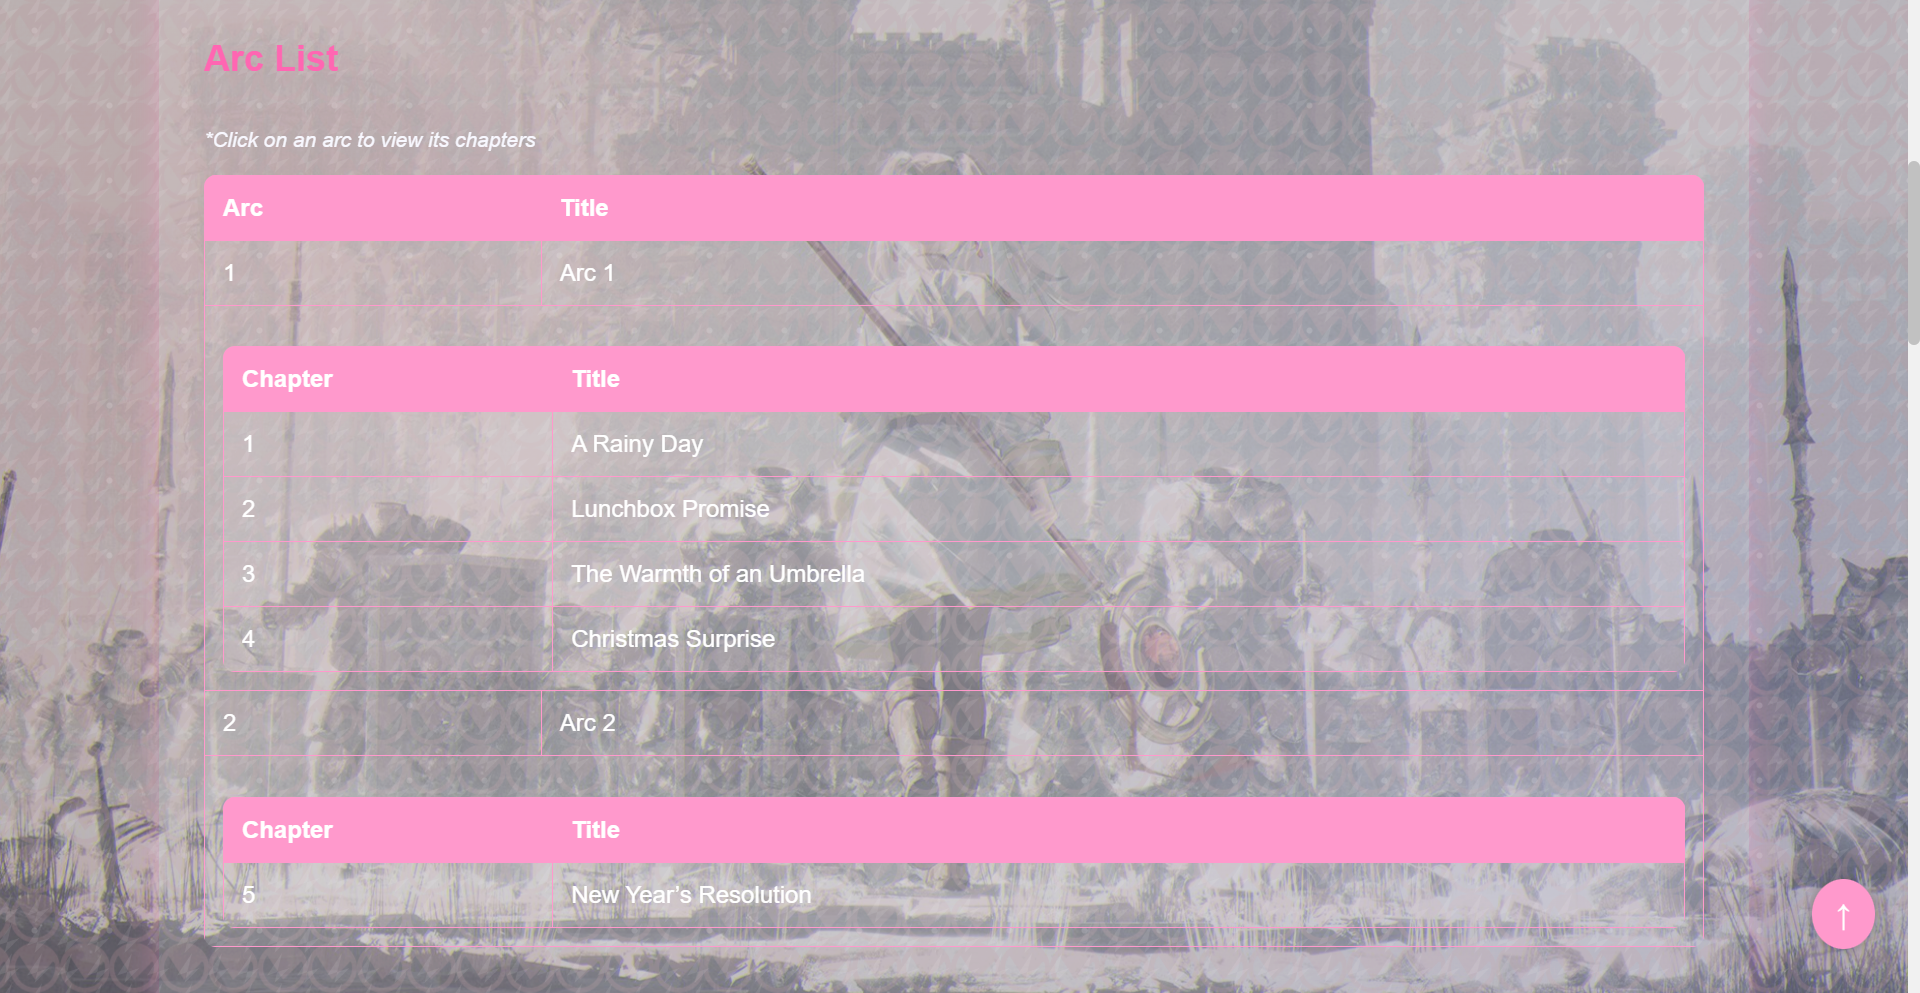 Arc List
*Click on an arc to view its chapters
Arc Title
1 Arc 1
Chapter Title
1 A Rainy Day
2 Lunchbox Promise
3 The Warmth of an Umbrella
4 Christmas Surprise
2 Arc 2
Chapter Title
5 New Year’s Resolution
↑